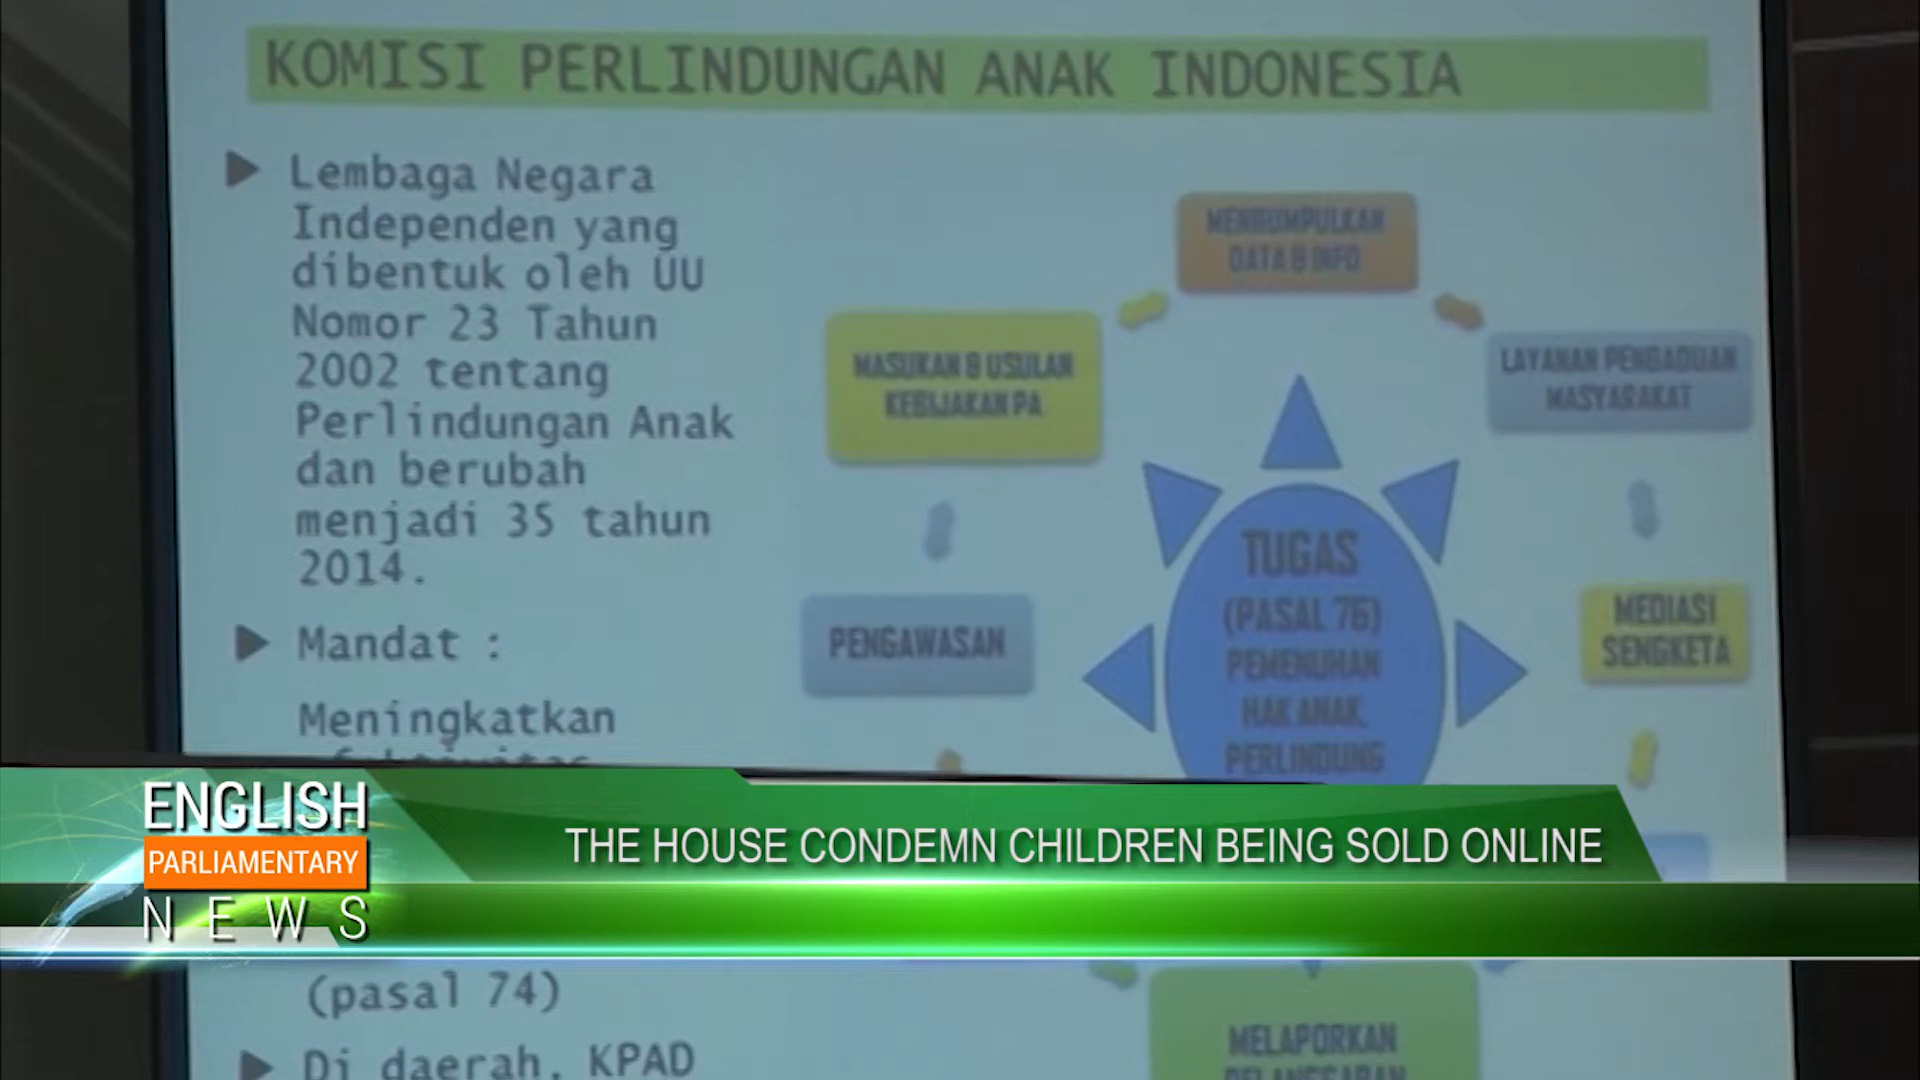 KOMISI PERLINDUNGAN ANAK INDONESIA
Lembaga Negara
Independen yang
dibentuk oleh UU
Nomor 23 Tahun
2002 tentang
Perlindungan Anak
dan berubah
menjadi 35 tahun
2014.
Mandat :
Meningkatkan
(pasal 74)
Di daerah, KPAD
MENGUMPULKAN
DATA & INFO
MASUKAN & USULAN
KEBIJAKAN PA
LAYANAN PENGADUAN
MASYARAKAT
PENGAWASAN
MEDIASI
SENGKETA
TUGAS
(PASAL 76)
PEMENUHAN
HAK ANAK,
PERLINDUNG
MELAPORKAN
ENGLISH
PARLIAMENTARY
NEWS
THE HOUSE CONDEMN CHILDREN BEING SOLD ONLINE